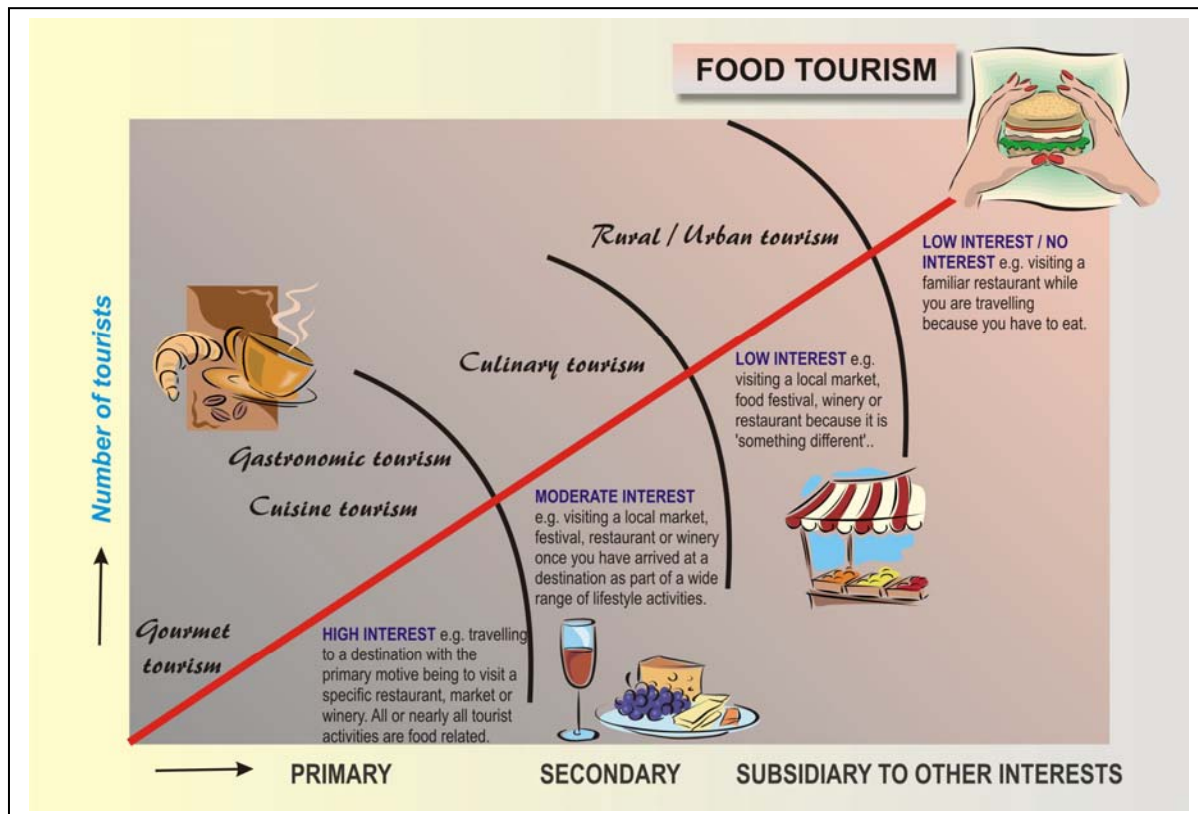 FOOD TOURISM
Rural / Urban tourism
LOW INTEREST / NO
INTEREST e.g. visiting a
familiar restaurant while
you are travelling
because you have to eat.
Number of tourists
Culinary tourism
LOW INTEREST e.g.
visiting a local market,
food festival, winery or
restaurant because it is
'something different'..
Gastronomic tourism
Cuisine tourism
MODERATE INTEREST
e.g. visiting a local market,
festival, restaurant or winery
once you have arrived at a
destination as part of a wide
range of lifestyle activities.
Gourmet
tourism
HIGH INTEREST e.g. travelling
to a destination with the
primary motive being to visit a
specific restaurant, market or
winery. All or nearly all tourist
activities are food related.
PRIMARY
SECONDARY
SUBSIDIARY TO OTHER INTERESTS